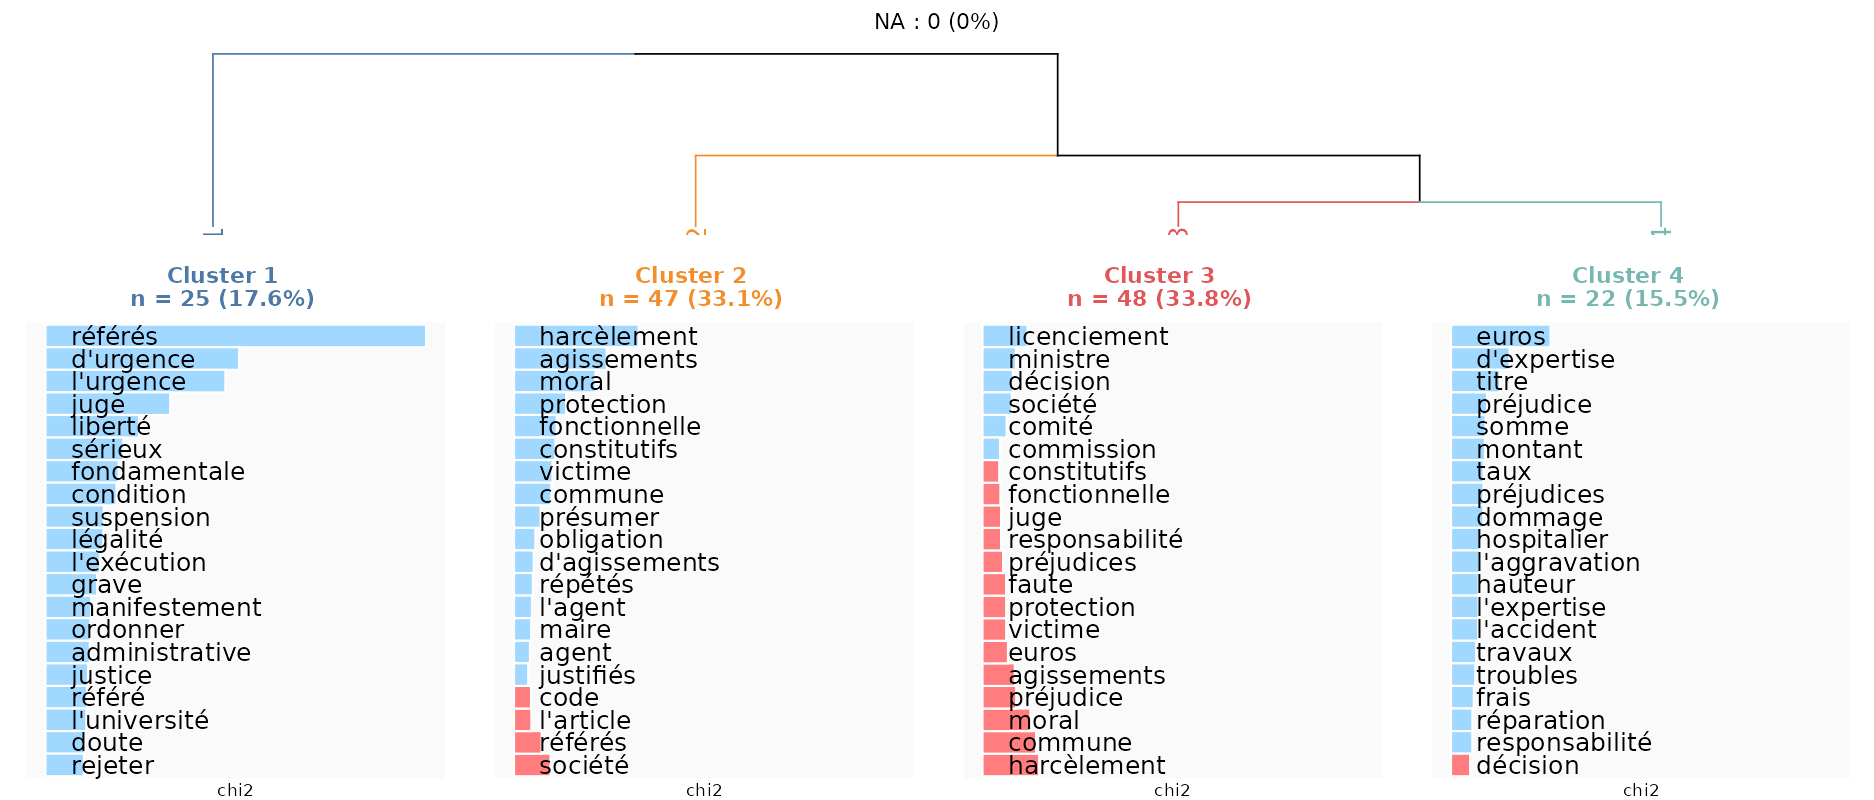 NA : 0 (0%)
1
2
3
4
Cluster 1
n = 25 (17.6%)
référés
d'urgence
l'urgence
juge
liberté
sérieux
fondamentale
condition
suspension
légalité
l'exécution
grave
manifestement
ordonner
administrative
justice
référé
l'université
doute
rejeter
chi2
Cluster 2
n = 47 (33.1%)
harcèlement
agissements
moral
protection
fonctionnelle
constitutifs
victime
commune
présumer
obligation
d'agissements
répétés
l'agent
maire
agent
justifiés
code
l'article
référés
société
chi2
Cluster 3
n = 48 (33.8%)
licenciement
ministre
décision
société
comité
commission
constitutifs
fonctionnelle
juge
responsabilité
préjudices
faute
protection
victime
euros
agissements
préjudice
moral
commune
harcèlement
chi2
Cluster 4
n = 22 (15.5%)
euros
d'expertise
titre
préjudice
somme
montant
taux
préjudices
dommage
hospitalier
l'aggravation
hauteur
l'expertise
l'accident
travaux
troubles
frais
réparation
responsabilité
décision
chi2